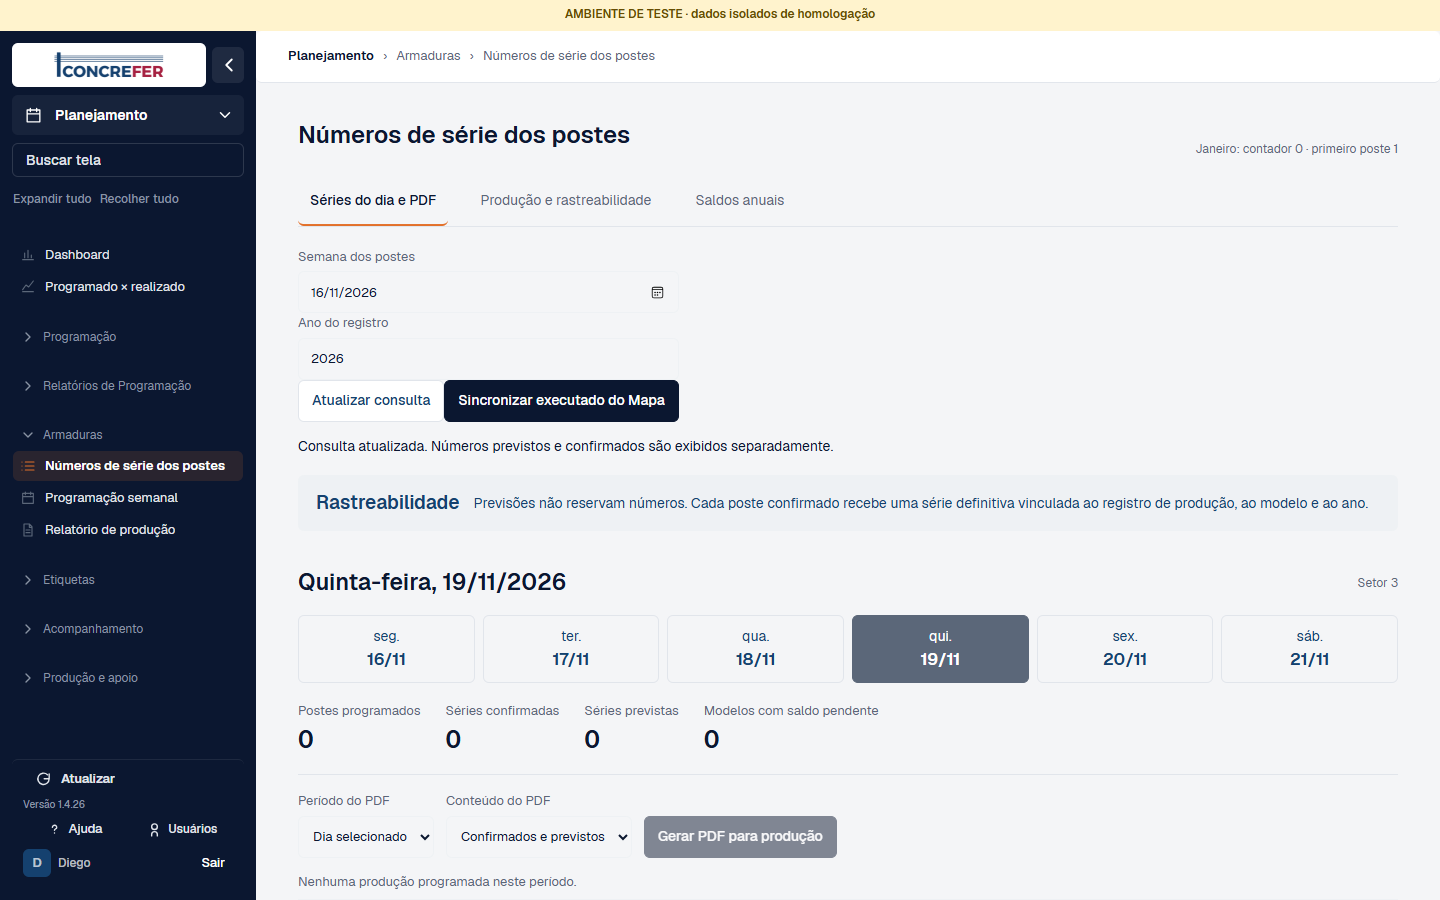 AMBIENTE DE TESTE · dados isolados de homologação
CONCREFER
Planejamento
Buscar tela
Expandir tudo Recolher tudo
Dashboard
Programado × realizado
Programação
Relatórios de Programação
Armaduras
Números de série dos postes
Programação semanal
Relatório de produção
Etiquetas
Acompanhamento
Produção e apoio
Atualizar
Versão 1.4.26
? Ajuda Usuários
D Diego Sair
Planejamento › Armaduras › Números de série dos postes
Números de série dos postes
Janeiro: contador 0 · primeiro poste 1
Séries do dia e PDF Produção e rastreabilidade Saldos anuais
Semana dos postes
16/11/2026
Ano do registro
2026
Atualizar consulta Sincronizar executado do Mapa
Consulta atualizada. Números previstos e confirmados são exibidos separadamente.
Rastreabilidade Previsões não reservam números. Cada poste confirmado recebe uma série definitiva vinculada ao registro de produção, ao modelo e ao ano.
Quinta-feira, 19/11/2026
Setor 3
seg. ter. qua. qui. sex. sáb.
16/11 17/11 18/11 19/11 20/11 21/11
Postes programados Séries confirmadas Séries previstas Modelos com saldo pendente
0 0 0 0
Período do PDF Conteúdo do PDF
Dia selecionado Confirmados e previstos Gerar PDF para produção
Nenhuma produção programada neste período.